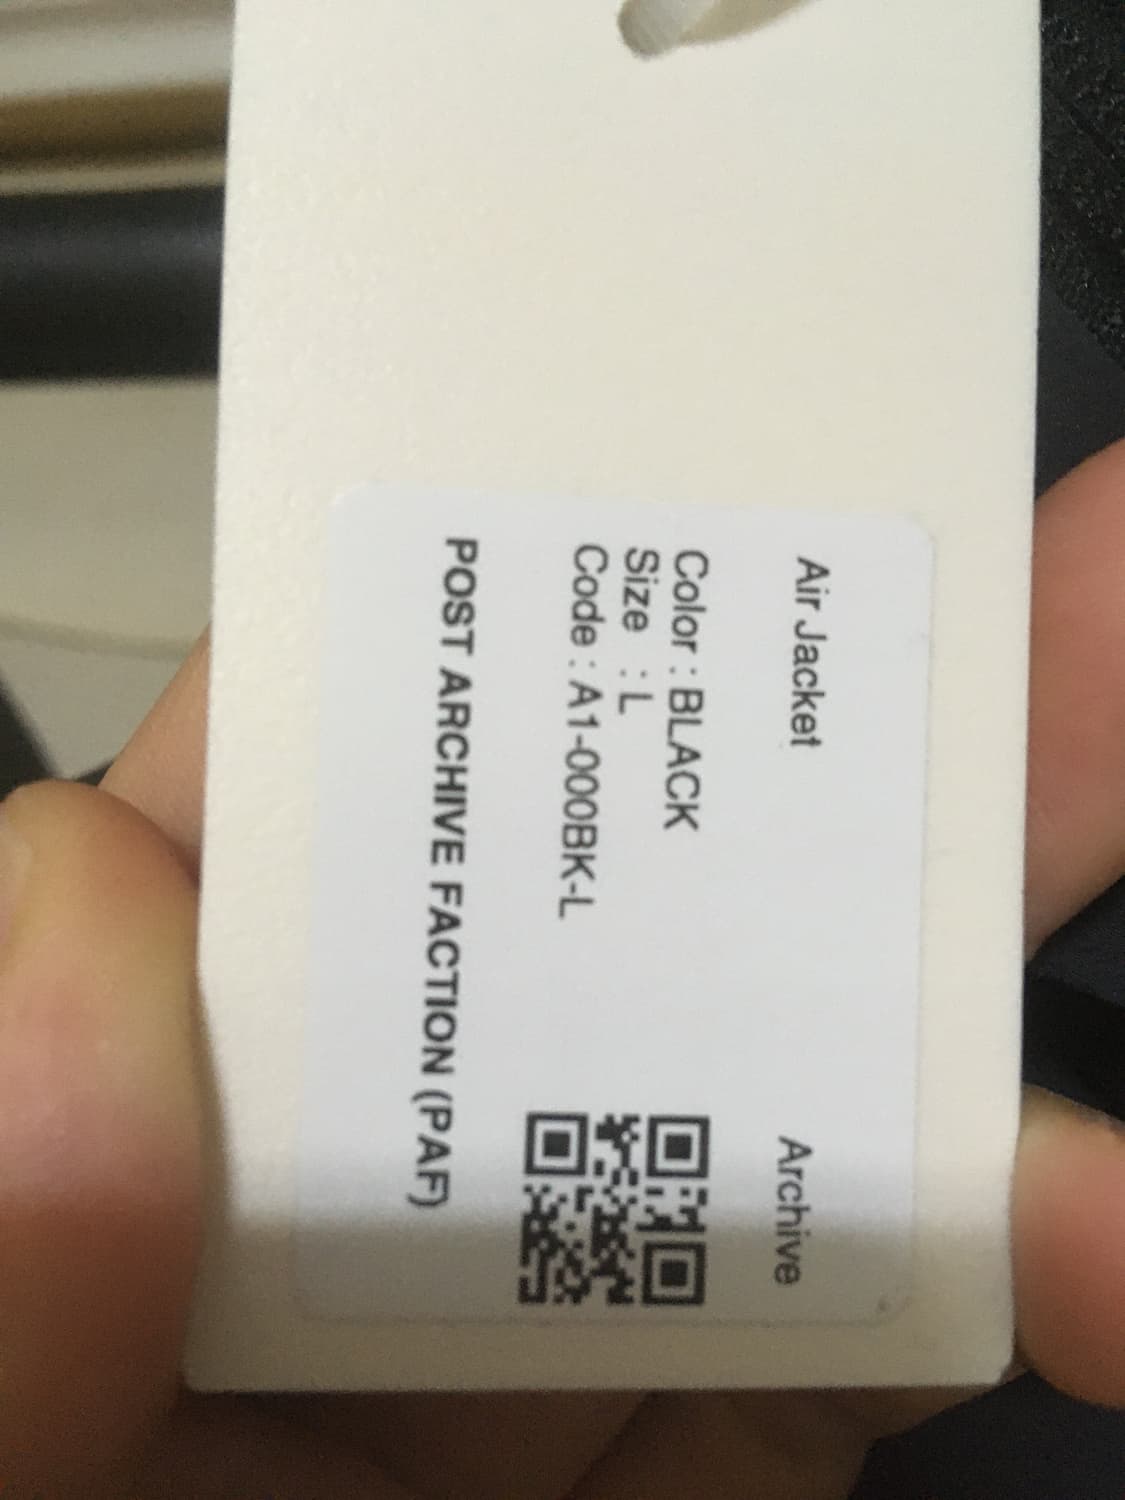 Air Jacket Archive
Color : BLACK
Size : L
Code : A1-000BK-L
POST ARCHIVE FACTION (PAF)